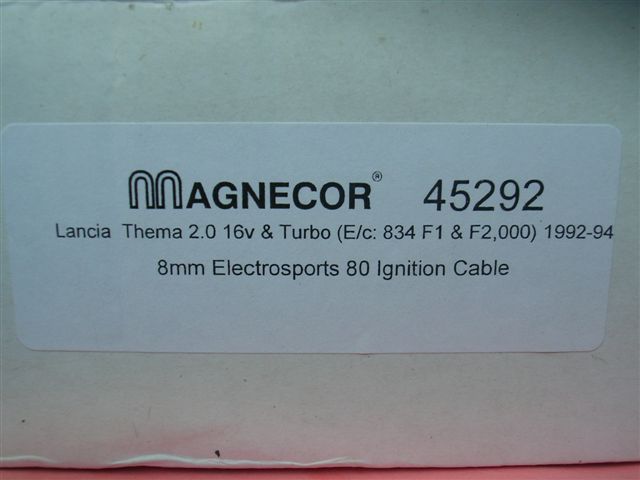 MAGNECOR® 45292
Lancia Thema 2.0 16v & Turbo (E/c: 834 F1 & F2,000) 1992-94
8mm Electrosports 80 Ignition Cable